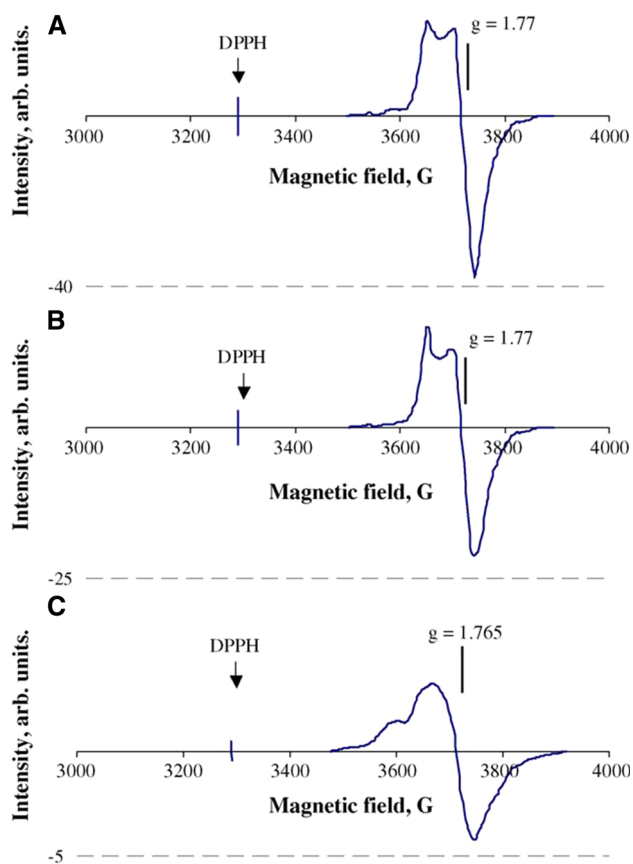 A
Intensity, arb. units.
DPPH
g = 1.77
3000 3200 3400 3600 3800 4000
Magnetic field, G
-40
B
Intensity, arb. units.
DPPH
g = 1.77
3000 3200 3400 3600 3800 4000
Magnetic field, G
-25
C
Intensity, arb. units.
DPPH
g = 1.765
3000 3200 3400 3600 3800 4000
Magnetic field, G
-5